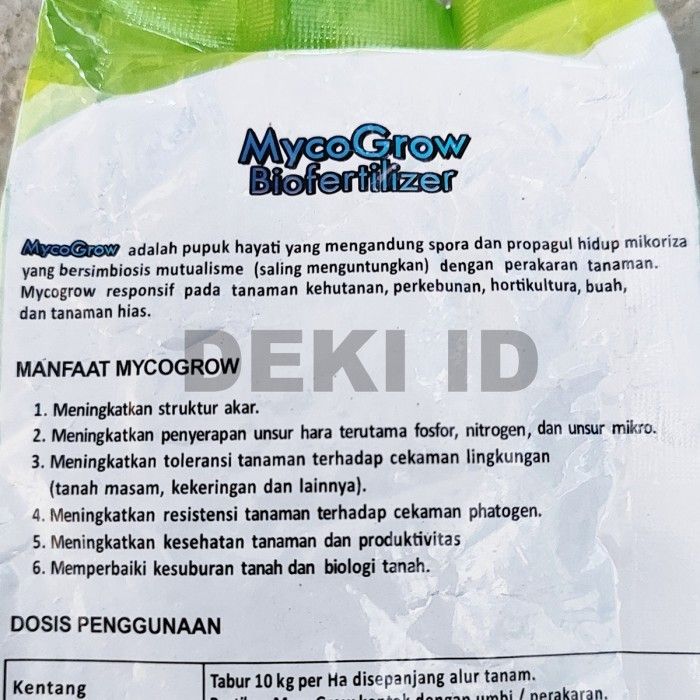 MycoGrow
Biofertilizer
MycoGrow adalah pupuk hayati yang mengandung spora dan propagul hidup mikoriza
yang bersimbiosis mutualisme (saling menguntungkan) dengan perakaran tanaman.
Mycogrow responsif pada tanaman kehutanan, perkebunan, hortikultura, buah,
dan tanaman hias.
DEKI ID
MANFAAT MYCOGROW
1. Meningkatkan struktur akar.
2. Meningkatkan penyerapan unsur hara terutama fosfor, nitrogen, dan unsur mikro.
3. Meningkatkan toleransi tanaman terhadap cekaman lingkungan
(tanah masam, kekeringan dan lainnya).
4. Meningkatkan resistensi tanaman terhadap cekaman phatogen.
5. Meningkatkan kesehatan tanaman dan produktivitas
6. Memperbaiki kesuburan tanah dan biologi tanah.
DOSIS PENGGUNAAN
Kentang
Tabur 10 kg per Ha disepanjang alur tanam.
dengan umbi / perakaran.